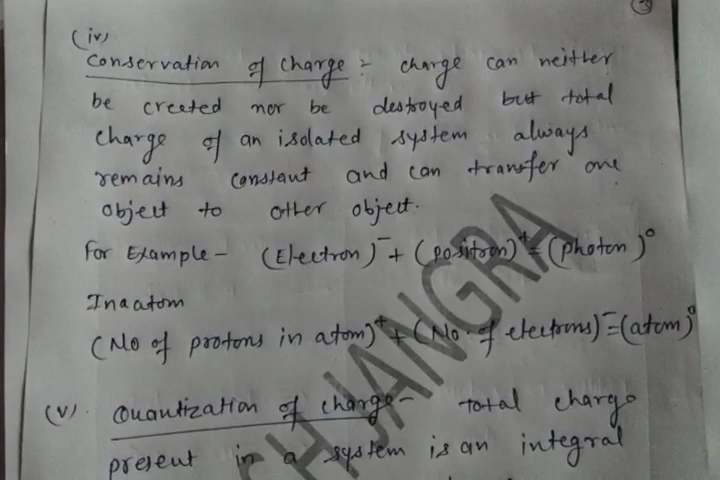 3
(iv)
Conservation of charge :- charge can neither
be created nor be destroyed but total
charge of an isolated system always
remains constant and can transfer one
object to other object.
For Example - (Electron)⁻ + (positron)⁺ = (photon)⁰
In a atom
(No of protons in atom)⁺ + (No. of electrons)⁻ = (atom)⁰
(v). Quantization of charge - total charge
present in a system is an integral
JANGRA